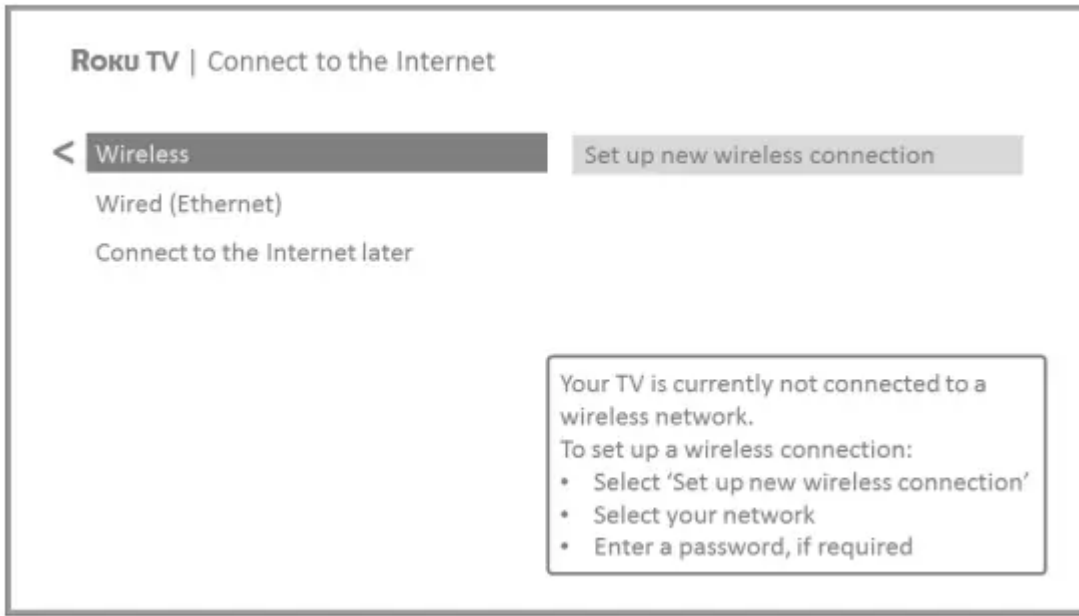 ROKU TV | Connect to the Internet
< Wireless
Set up new wireless connection
Wired (Ethernet)
Connect to the Internet later
Your TV is currently not connected to a
wireless network.
To set up a wireless connection:
• Select ‘Set up new wireless connection’
• Select your network
• Enter a password, if required